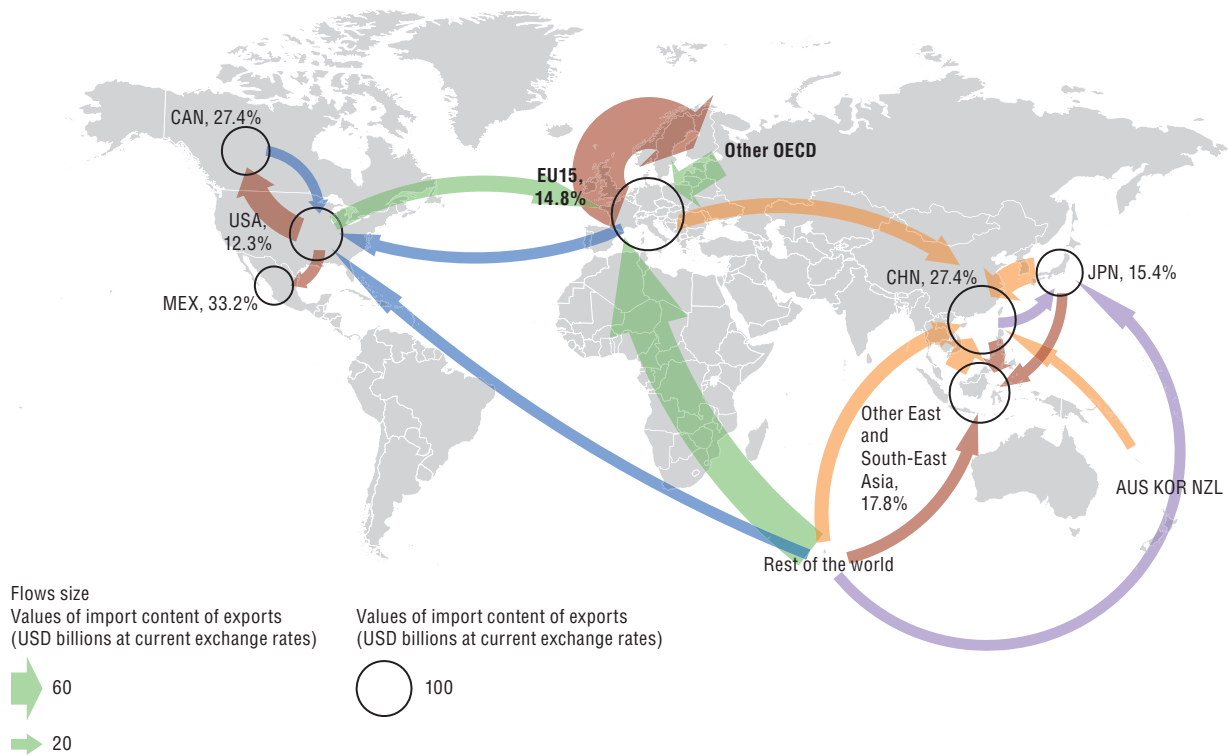 CAN, 27.4%
Other OECD
EU15,
14.8%
USA,
12.3%
CHN, 27.4%
JPN, 15.4%
MEX, 33.2%
Other East
and
South-East
Asia,
17.8%
AUS KOR NZL
Rest of the world
Flows size
Values of import content of exports
(USD billions at current exchange rates)
60
20
Values of import content of exports
(USD billions at current exchange rates)
100